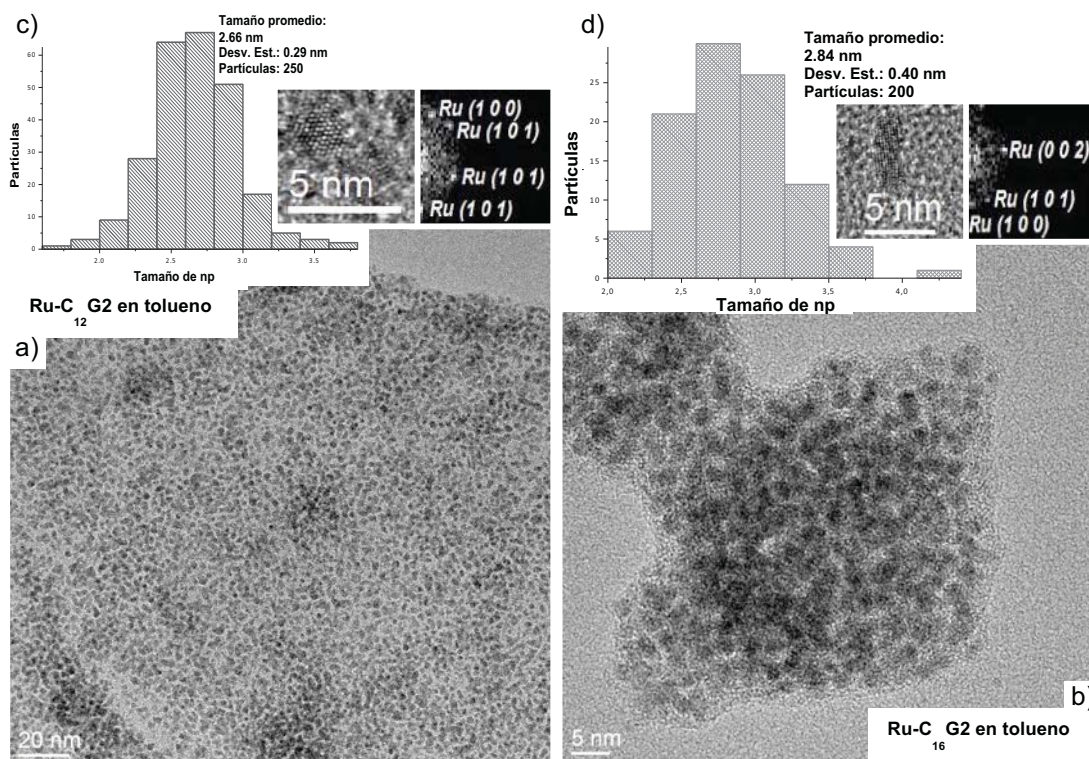 c)
Tamaño promedio:
2.66 nm
Desv. Est.: 0.29 nm
Partículas: 250
Partículas
60
50
40
30
20
10
0
2.0 2.5 3.0 3.5
Tamaño de np
5 nm
Ru (1 0 0)
Ru (1 0 1)
Ru (1 0 1)
Ru (1 0 1)
Ru-C12 G2 en tolueno
a)
20 nm
d)
Tamaño promedio:
2.84 nm
Desv. Est.: 0.40 nm
Partículas: 200
Partículas
25
20
15
10
5
0
2,0 2,5 3,0 3,5 4,0
Tamaño de np
5 nm
Ru (0 0 2)
Ru (1 0 1)
Ru (1 0 0)
b)
Ru-C16 G2 en tolueno
5 nm